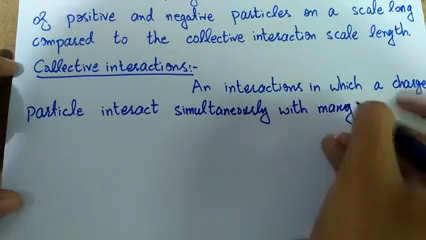 of positive and negative particles on a scale long
compared to the collective interaction scale length.
Collective interactions:-
An interactions in which a charge
particle interact simultaneously with many